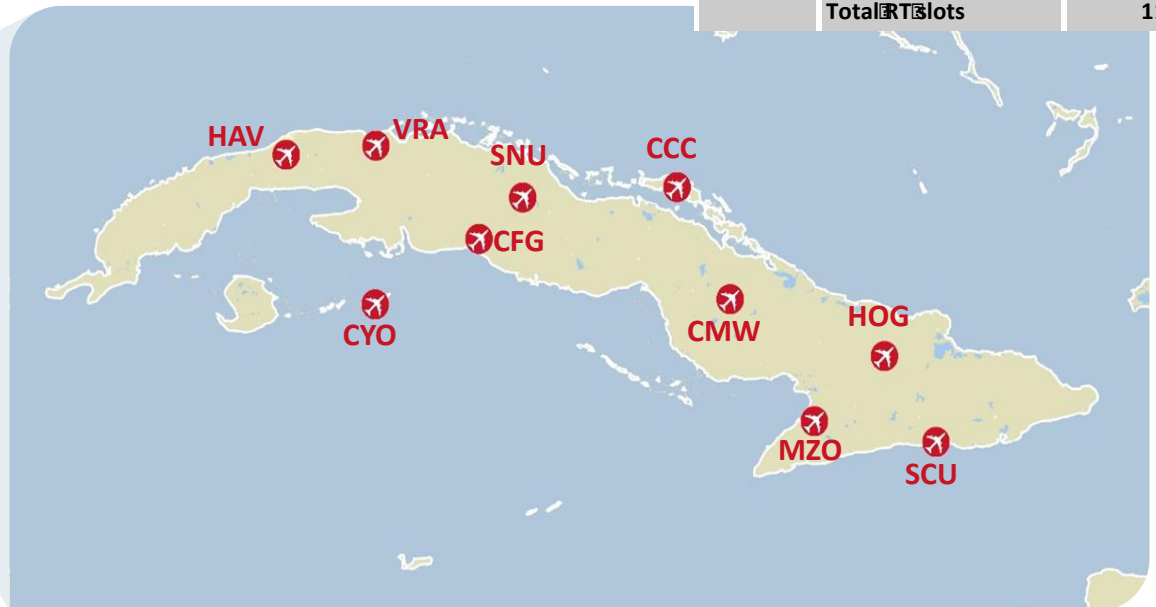 Total RT slots
HAV
VRA
SNU
CCC
CFG
CYO
CMW
HOG
MZO
SCU